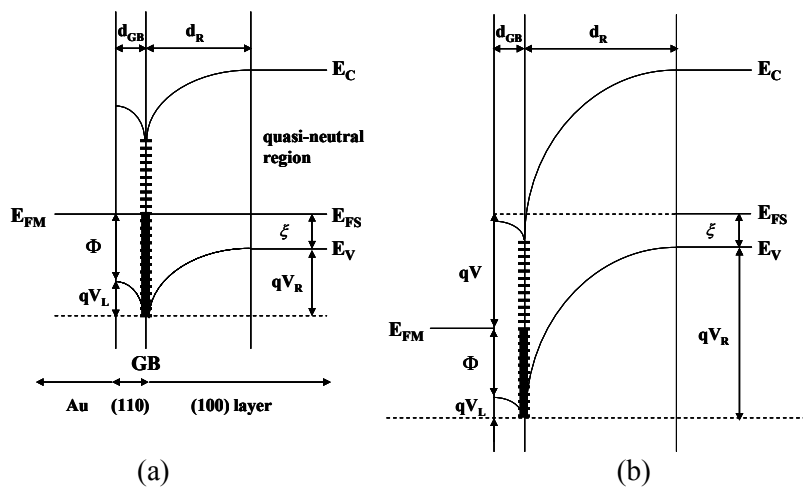 d_GB d_R
E_C
quasi-neutral
region
E_FM E_FS
Φ ξ
E_V
qV_L qV_R
GB
Au (110) (100) layer
(a)
d_GB d_R
E_C
E_FS
ξ
qV E_V
E_FM qV_R
Φ
qV_L
(b)